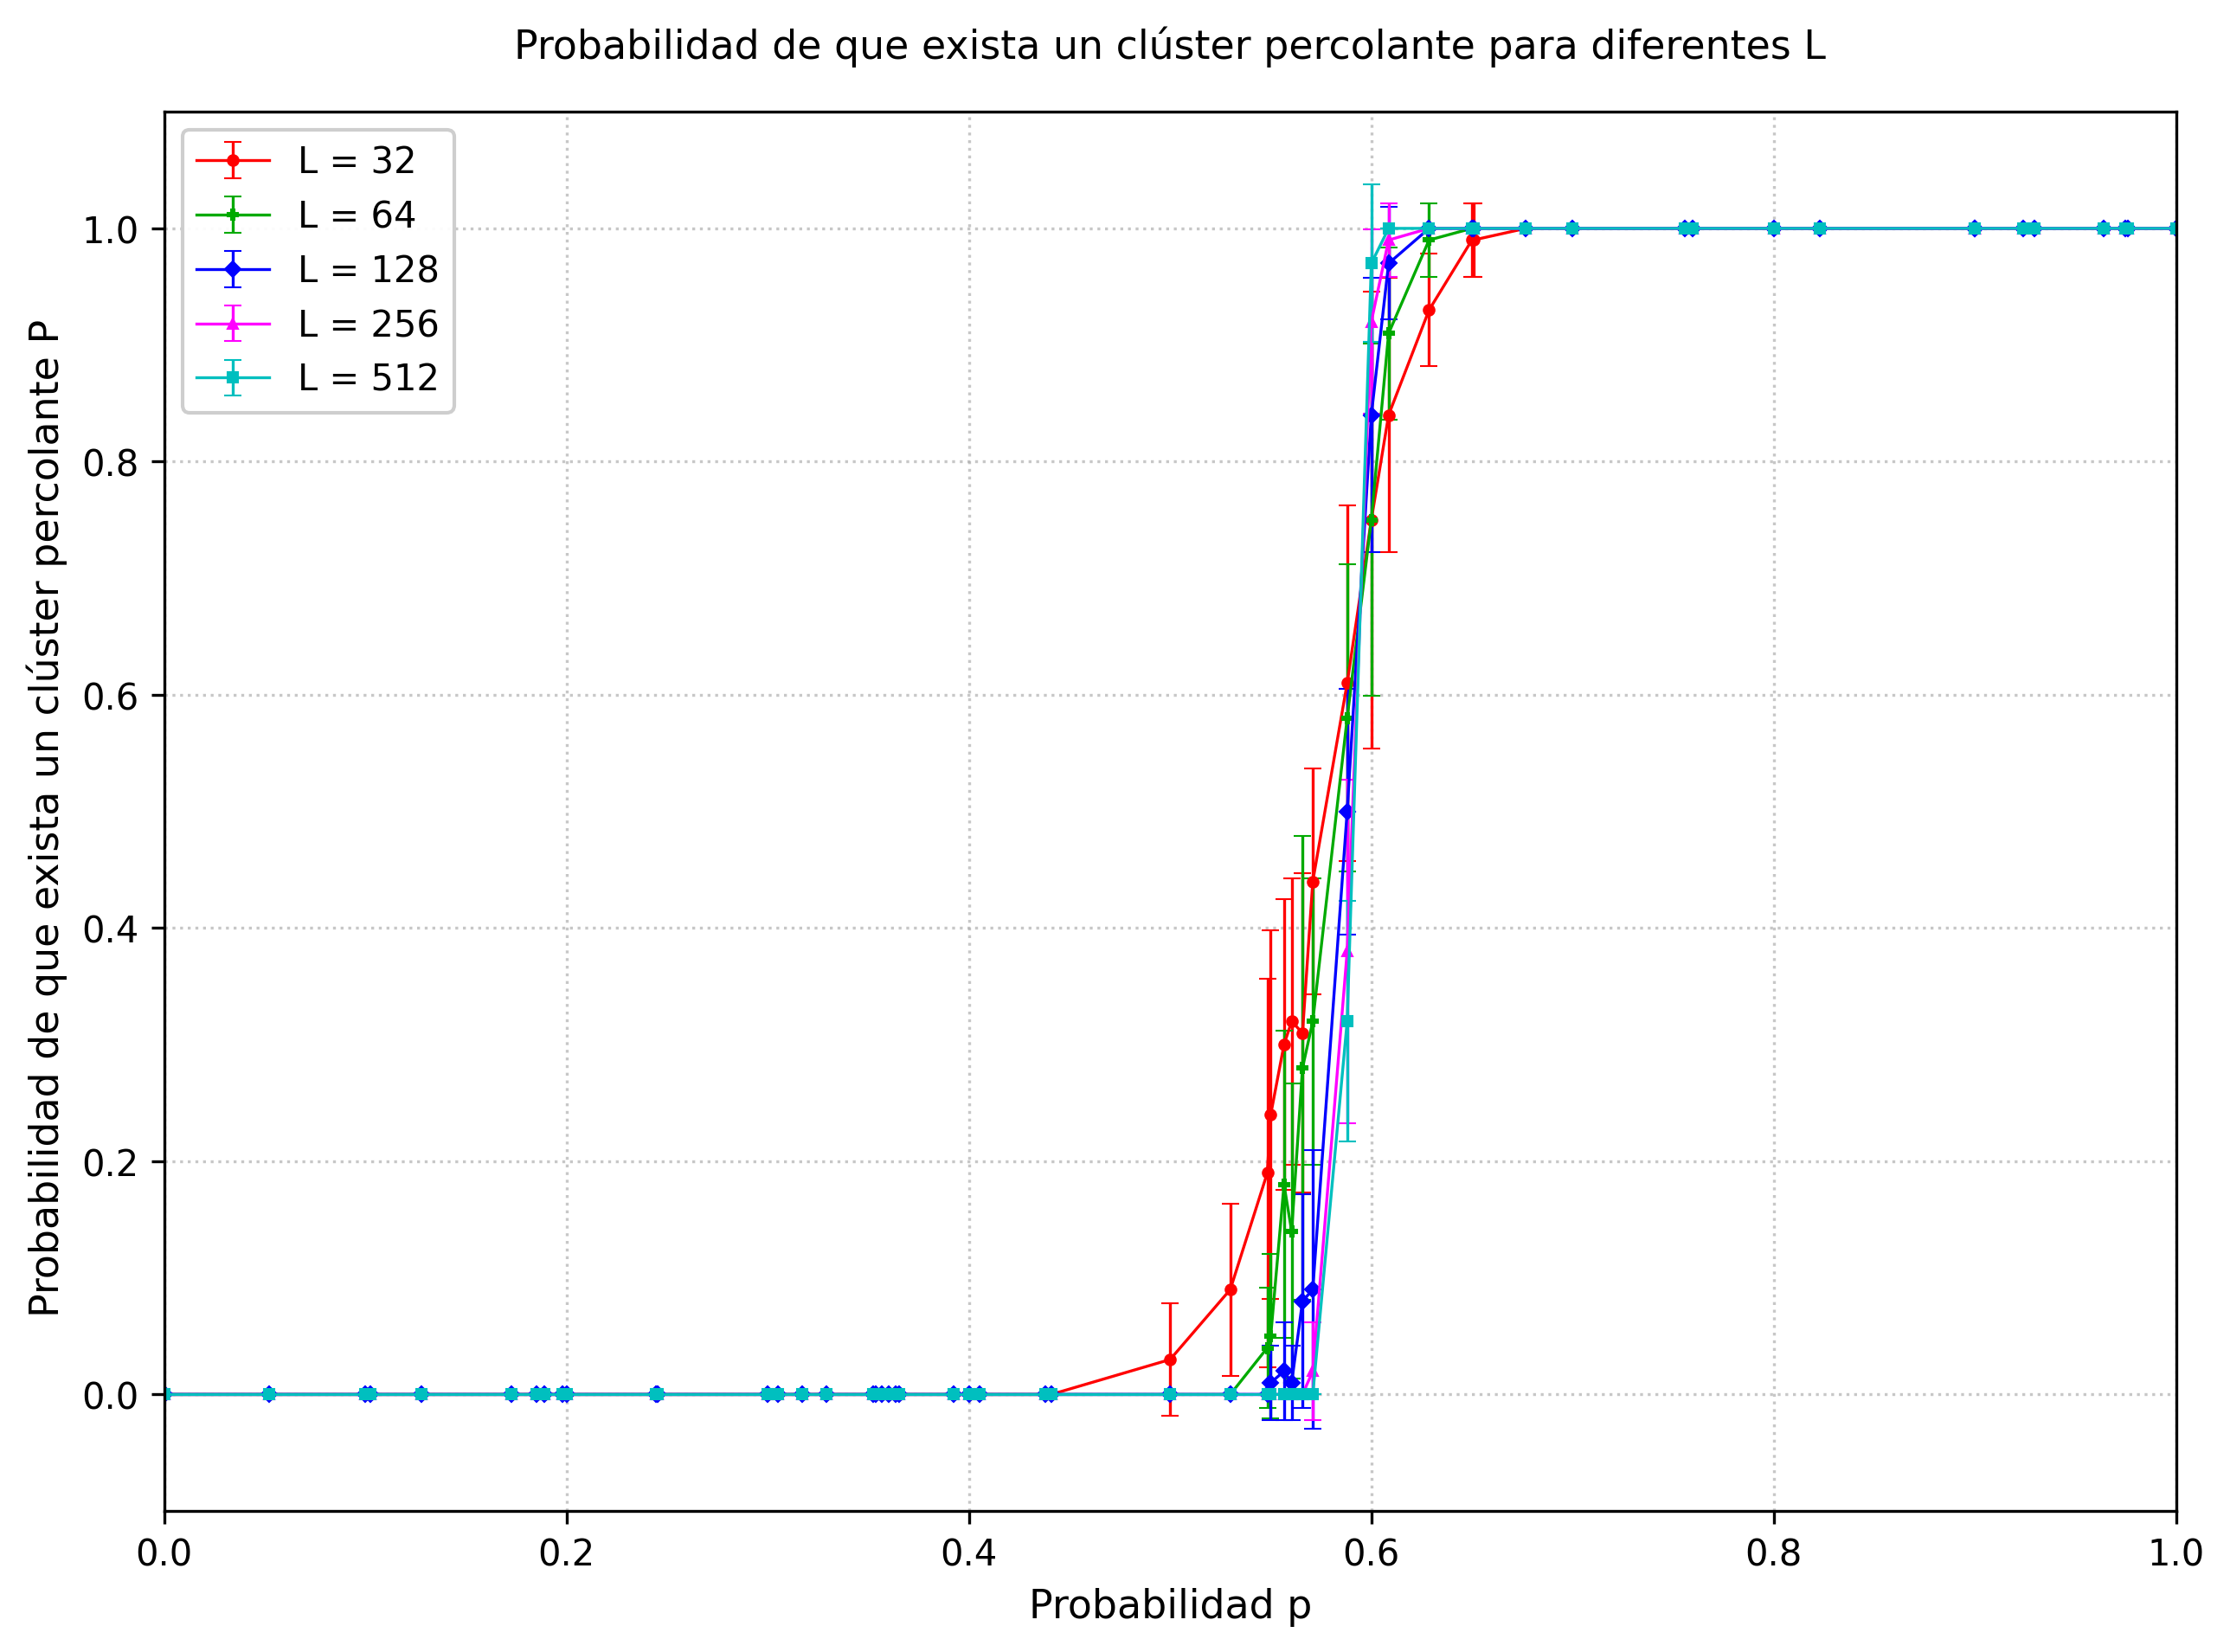 Probabilidad de que exista un clúster percolante para diferentes L
L = 32
L = 64
L = 128
L = 256
L = 512
Probabilidad de que exista un clúster percolante P
1.0
0.8
0.6
0.4
0.2
0.0
0.0 0.2 0.4 0.6 0.8 1.0
Probabilidad p